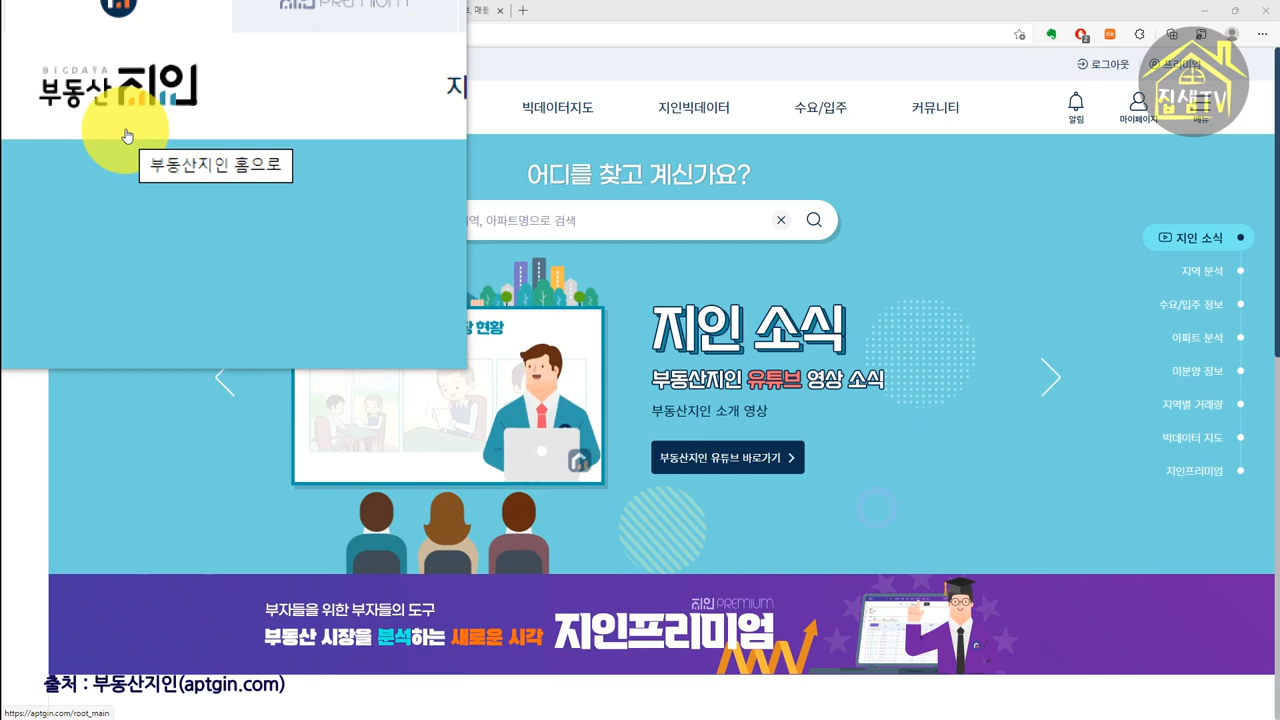 PREMIUM
BIGDATA
부동산 지인
지
부동산지인 홈으로
로그아웃
프리미엄
빅데이터지도
지인빅데이터
수요/입주
커뮤니티
알림
마이페이지
메뉴
집샘TV
어디를 찾고 계신가요?
역, 아파트명으로 검색
지인 소식
지역 분석
수요/입주 정보
아파트 분석
미분양 정보
지역별 거래량
빅데이터 지도
지인프리미엄
장 현황
지인 소식
부동산지인 유튜브 영상 소식
부동산지인 소개 영상
부동산지인 유튜브 바로가기
부자들을 위한 부자들의 도구
부동산 시장을 분석하는 새로운 시각
지인 PREMIUM
지인프리미엄
출처 : 부동산지인(aptgin.com)
https://aptgin.com/root_main